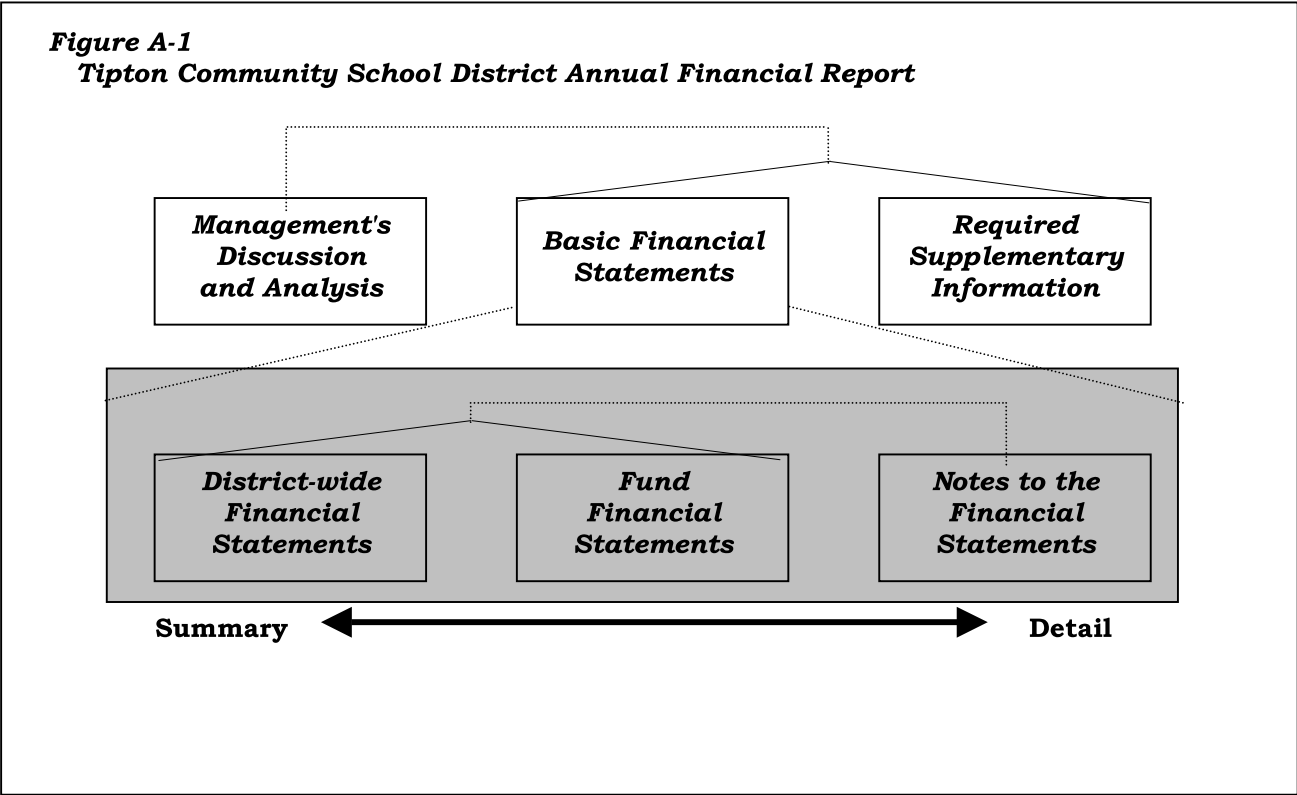 Figure A-1
Tipton Community School District Annual Financial Report
Management's
Discussion
and Analysis
Basic Financial
Statements
Required
Supplementary
Information
District-wide
Financial
Statements
Fund
Financial
Statements
Notes to the
Financial
Statements
Summary
Detail